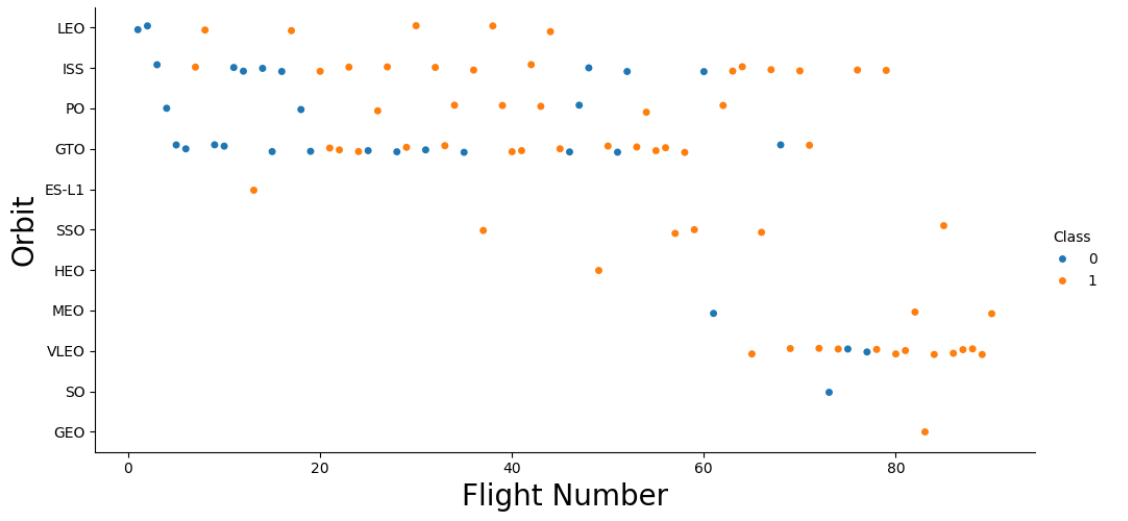 LEO
ISS
PO
GTO
ES-L1
SSO
HEO
MEO
VLEO
SO
GEO
Orbit
0 20 40 60 80
Flight Number
Class
0
1